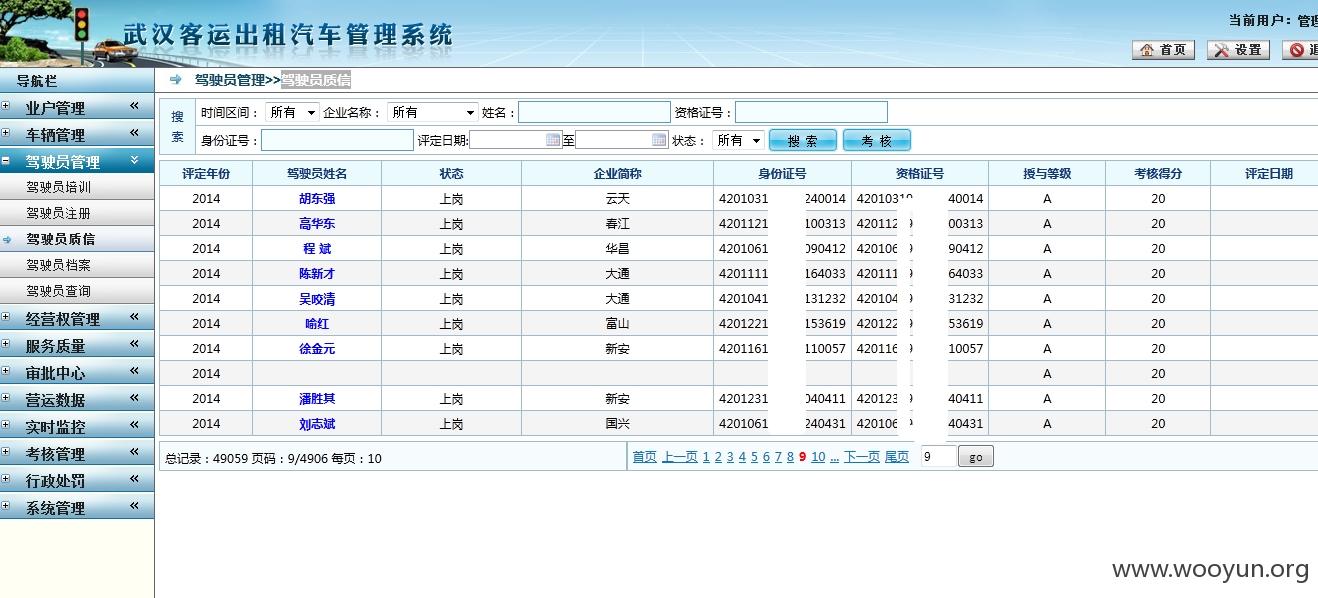 武汉客运出租汽车管理系统
当前用户：管理
首页 设置 退
导航栏
驾驶员管理>>驾驶员质信
业户管理
车辆管理
驾驶员管理
驾驶员培训
驾驶员注册
驾驶员质信
驾驶员档案
驾驶员查询
经营权管理
服务质量
审批中心
营运数据
实时监控
考核管理
行政处罚
系统管理
搜索
时间区间： 所有 企业名称： 所有 姓名： 资格证号：
身份证号： 评定日期: 至 状态： 所有 搜 索 考 核
评定年份 驾驶员姓名 状态 企业简称 身份证号 资格证号 授与等级 考核得分 评定日期
2014 胡东强 上岗 云天 4201031 240014 42010319 40014 A 20
2014 高华东 上岗 春江 4201121 100313 420112 9 00313 A 20
2014 程 斌 上岗 华昌 4201061 090412 420106 9 90412 A 20
2014 陈新才 上岗 大通 4201111 164033 420111 9 64033 A 20
2014 吴咬清 上岗 大通 4201041 131232 420104 9 31232 A 20
2014 喻红 上岗 富山 4201221 153619 420122 9 53619 A 20
2014 徐金元 上岗 新安 4201161 110057 420116 9 10057 A 20
2014 A 20
2014 潘胜其 上岗 新安 4201231 040411 420123 9 40411 A 20
2014 刘志斌 上岗 国兴 4201061 240431 420106 9 40431 A 20
总记录：49059 页码：9/4906 每页：10
首页 上一页 1 2 3 4 5 6 7 8 9 10 ... 下一页 尾页 9 go
www.wooyun.org